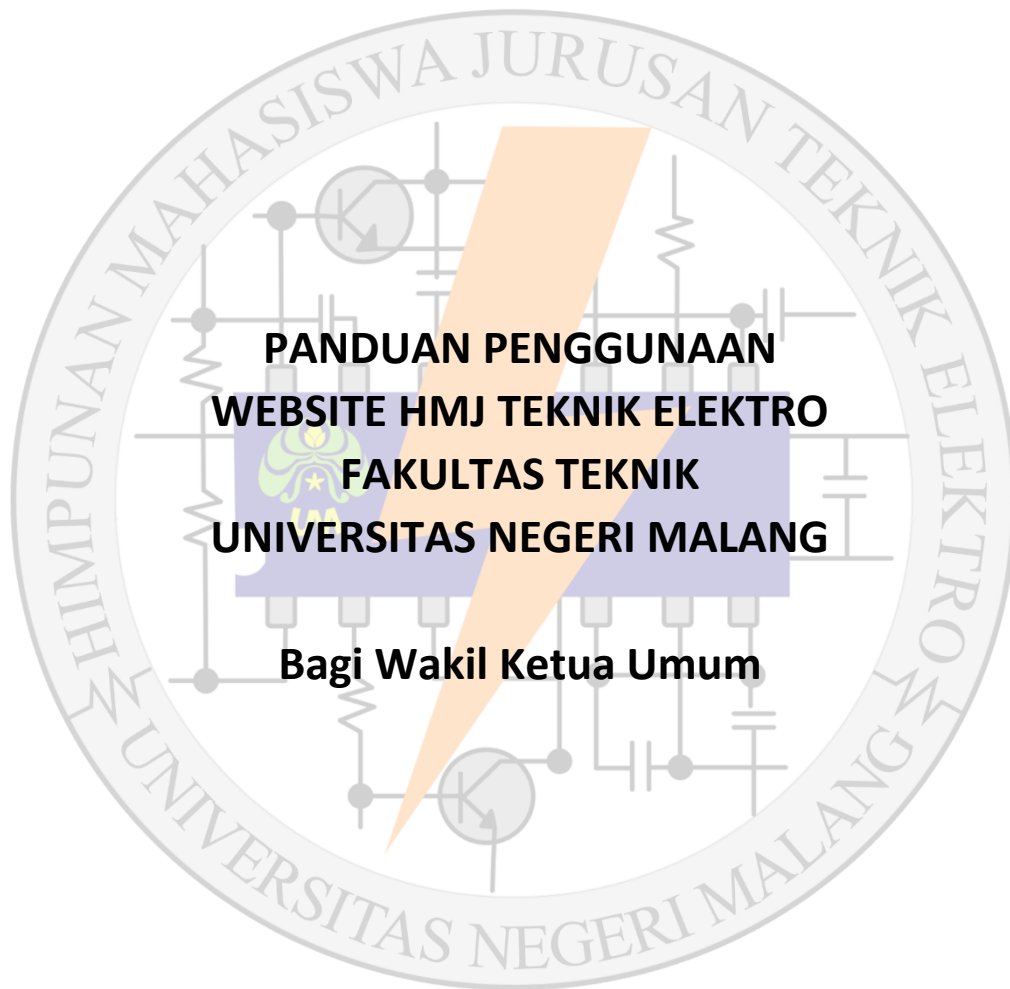 HIMPUNAN MAHASISWA JURUSAN TEKNIK ELEKTRO
PANDUAN PENGGUNAAN
WEBSITE HMJ TEKNIK ELEKTRO
FAKULTAS TEKNIK
UNIVERSITAS NEGERI MALANG
UM
Bagi Wakil Ketua Umum
UNIVERSITAS NEGERI MALANG